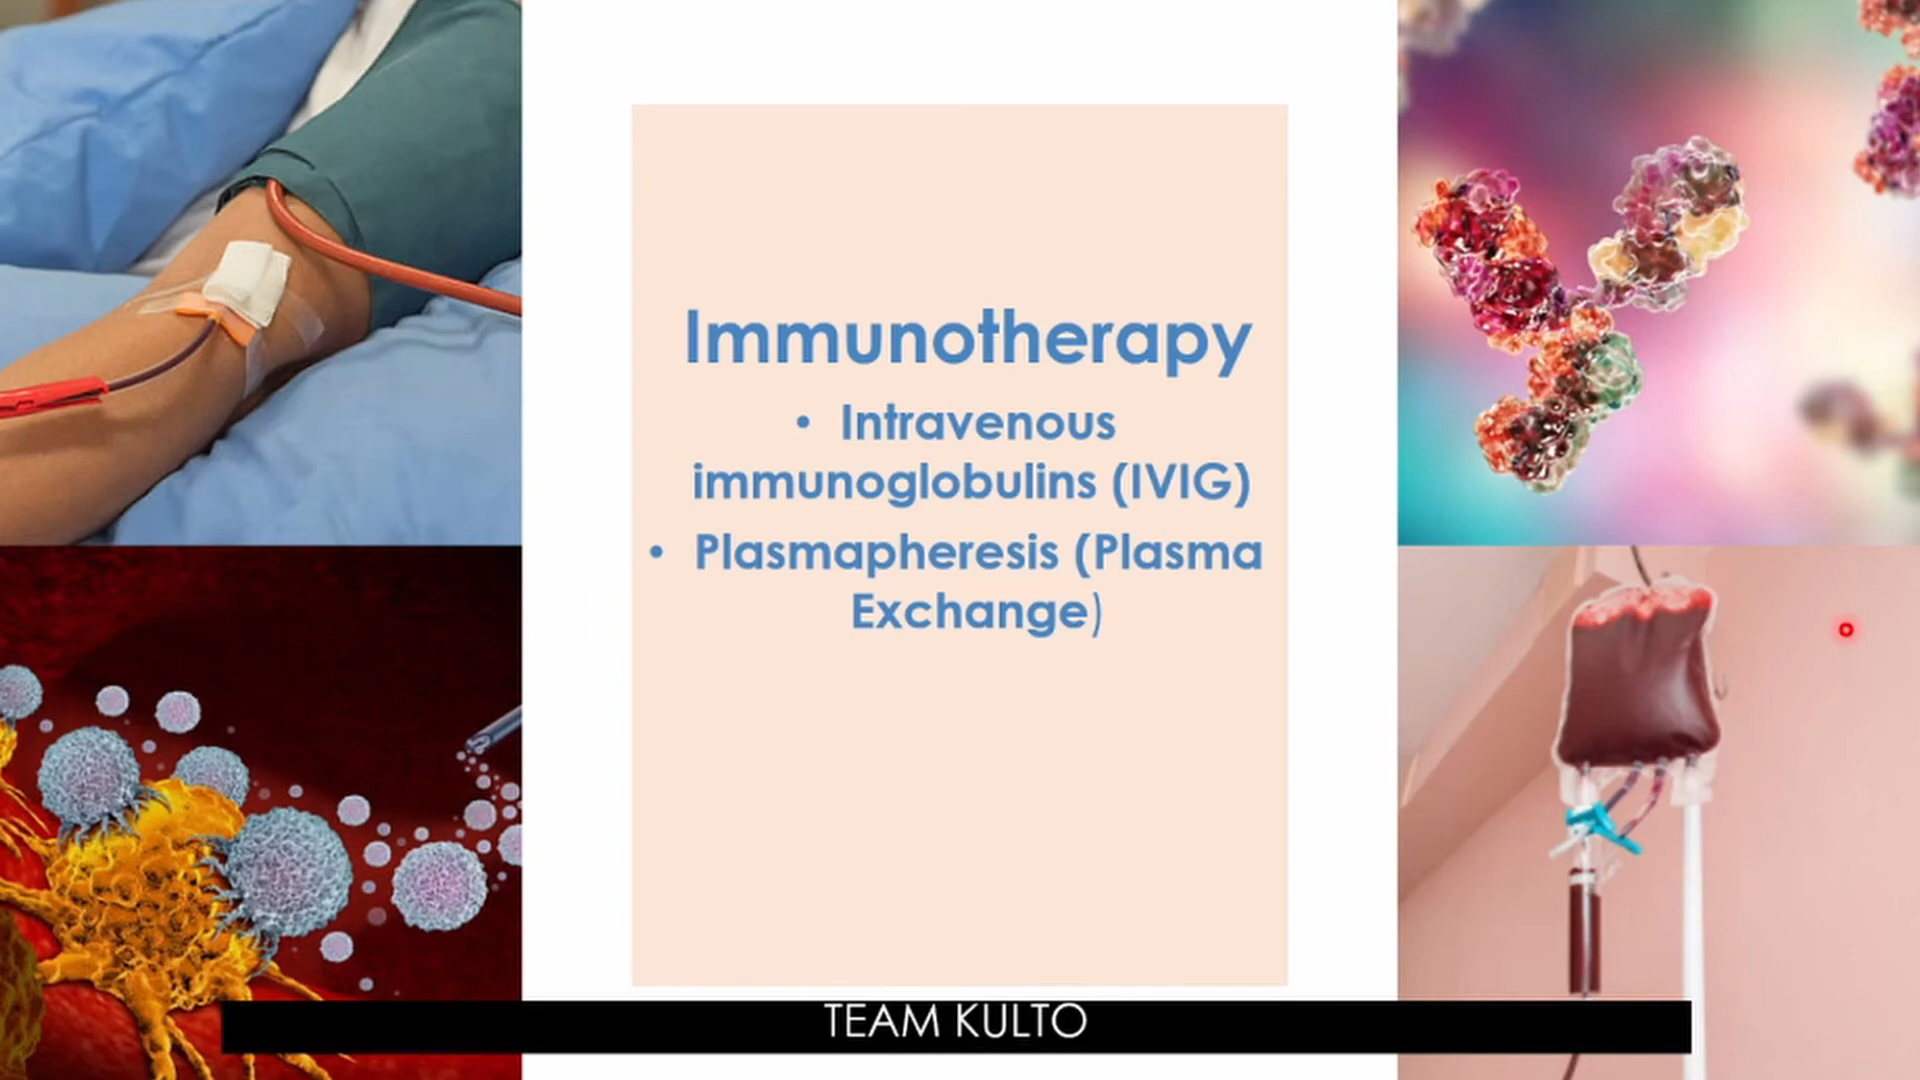 Immunotherapy
• Intravenous
immunoglobulins (IVIG)
• Plasmapheresis (Plasma
Exchange)
TEAM KULTO